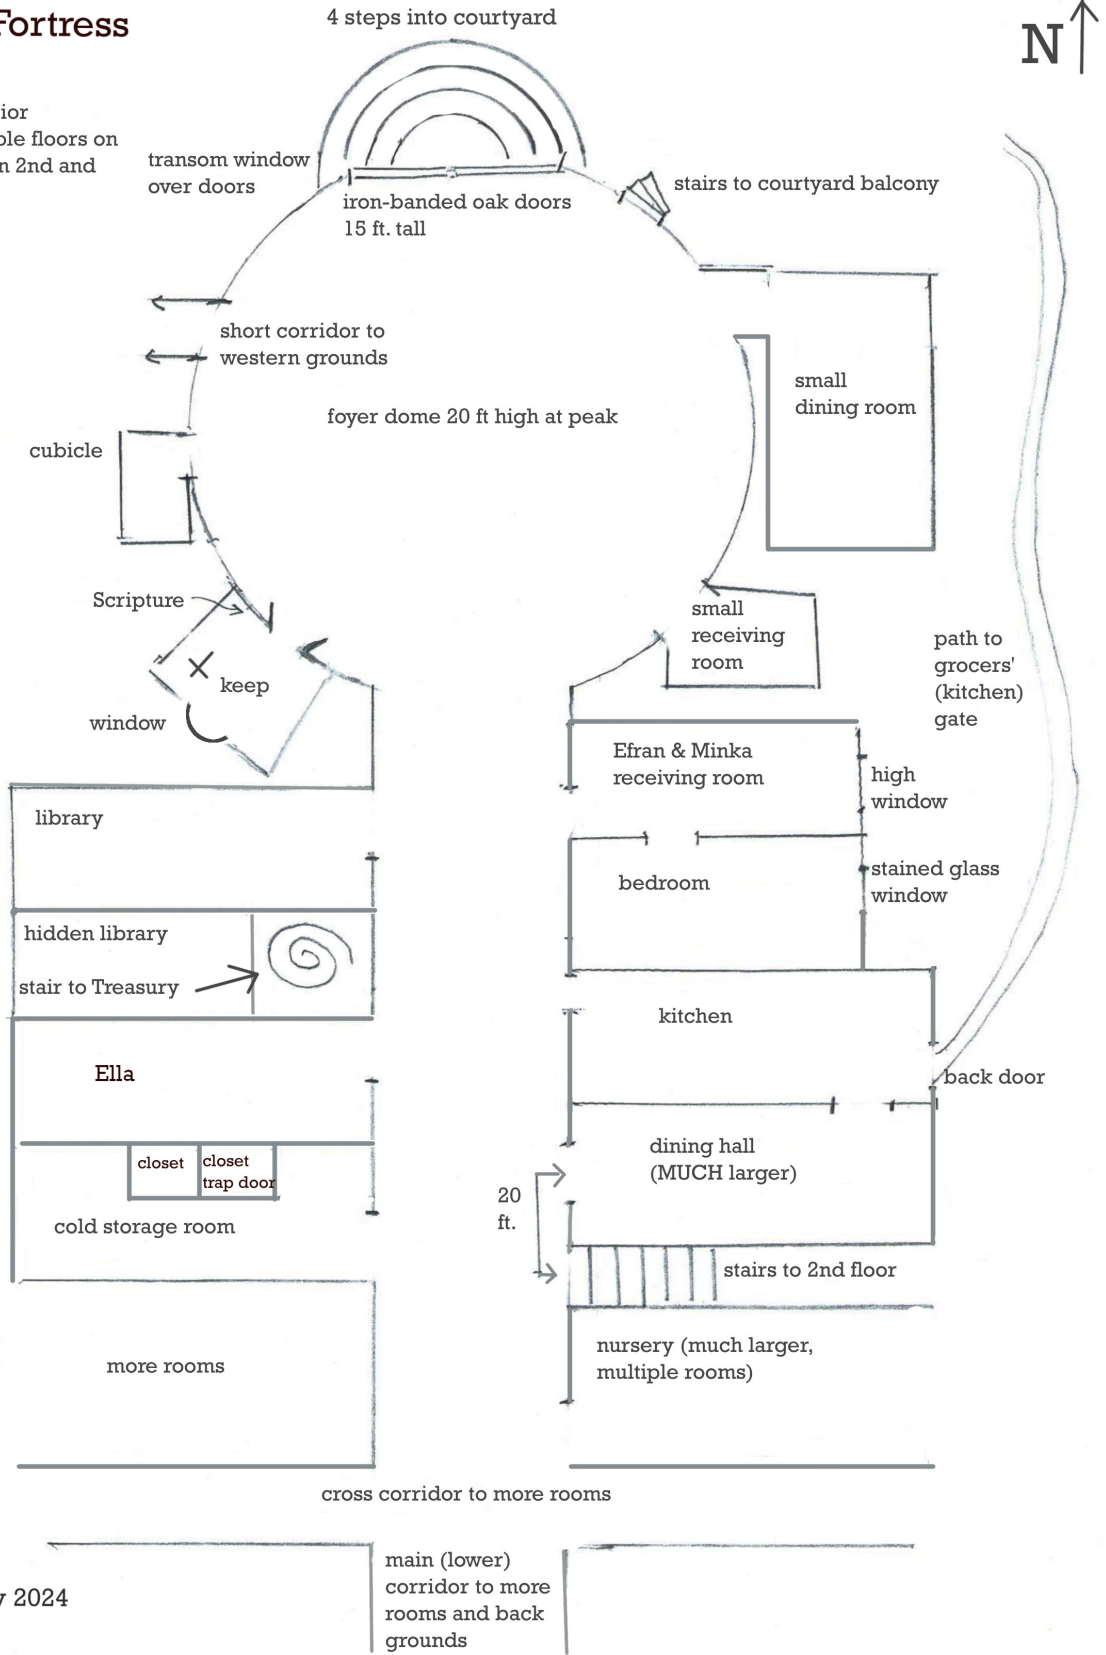 Fortress
4 steps into courtyard
N
ior
ple floors on
n 2nd and
transom window
over doors
iron-banded oak doors
15 ft. tall
stairs to courtyard balcony
short corridor to
western grounds
foyer dome 20 ft high at peak
small
dining room
cubicle
Scripture
keep
window
small
receiving
room
path to
grocers'
(kitchen)
gate
Efran & Minka
receiving room
high
window
library
bedroom
stained glass
window
hidden library
stair to Treasury
kitchen
Ella
back door
closet
closet
trap door
cold storage room
dining hall
(MUCH larger)
20
ft.
stairs to 2nd floor
more rooms
nursery (much larger,
multiple rooms)
cross corridor to more rooms
main (lower)
corridor to more
rooms and back
grounds
y 2024